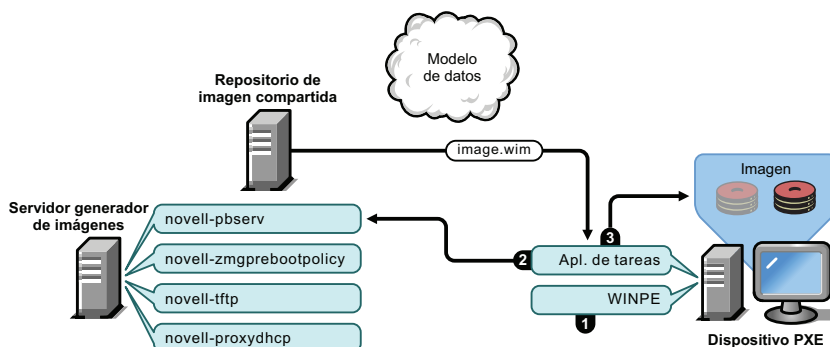 Modelo
de datos
Repositorio de
imagen compartida
image.wim
Imagen
Servidor generador
de imágenes
novell-pbserv
novell-zmgprebootpolicy
novell-tftp
novell-proxydhcp
3
2
Apl. de tareas
WINPE
1
Dispositivo PXE